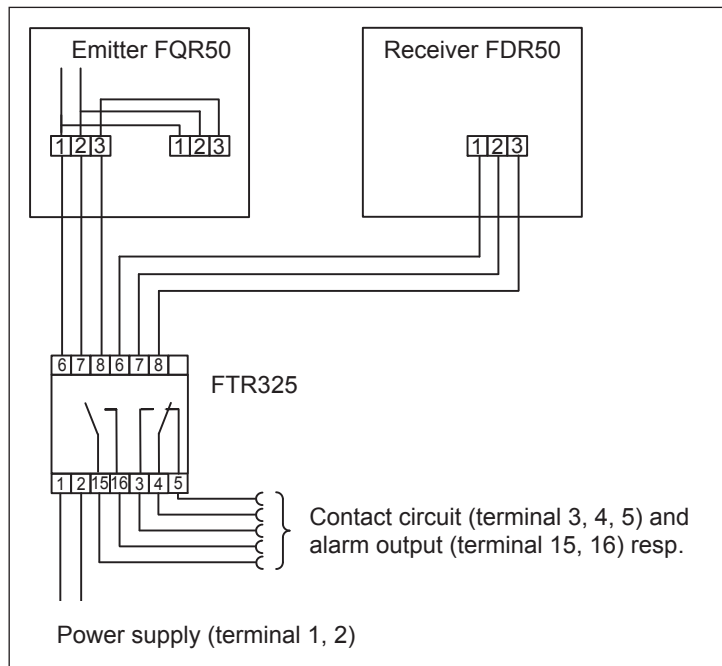 Emitter FQR50
Receiver FDR50
1 2 3
1 2 3
1 2 3
6 7 8 6 7 8
FTR325
1 2 15 16 3 4 5
Contact circuit (terminal 3, 4, 5) and
alarm output (terminal 15, 16) resp.
Power supply (terminal 1, 2)